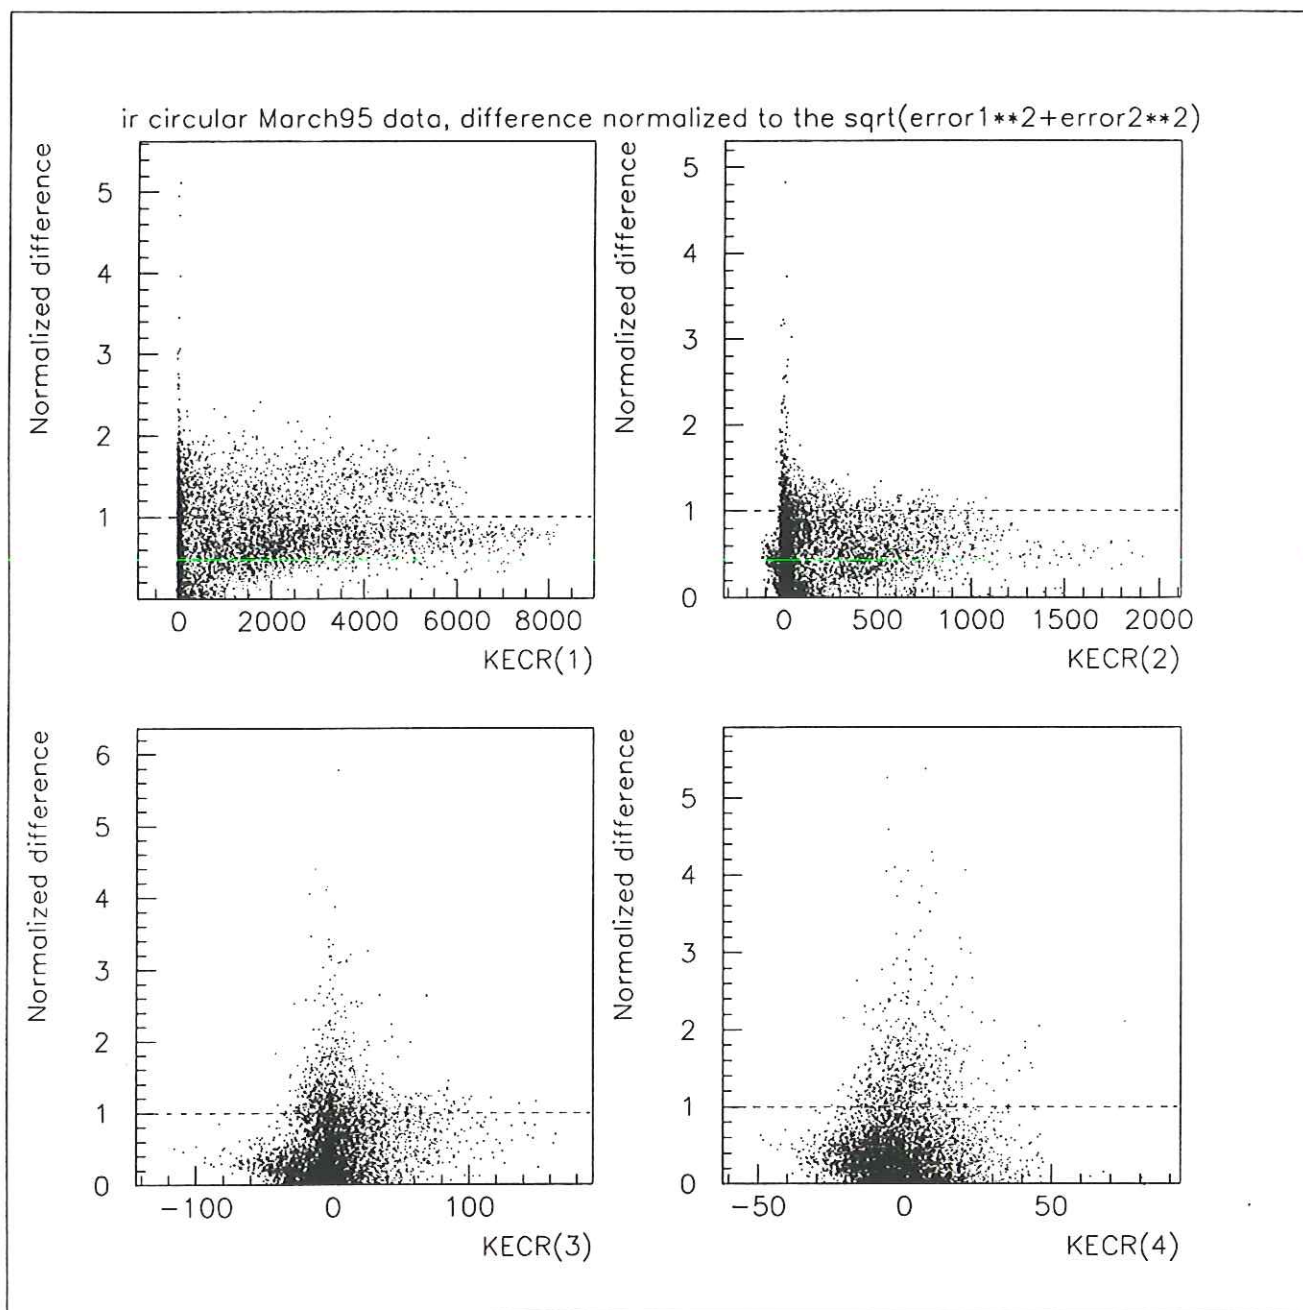 ir circular March95 data, difference normalized to the sqrt(error1**2+error2**2)
Normalized difference
5
4
3
2
1
0 2000 4000 6000 8000
KECR(1)
Normalized difference
5
4
3
2
1
0
0 500 1000 1500 2000
KECR(2)
Normalized difference
6
5
4
3
2
1
0
-100 0 100
KECR(3)
Normalized difference
5
4
3
2
1
0
-50 0 50
KECR(4)